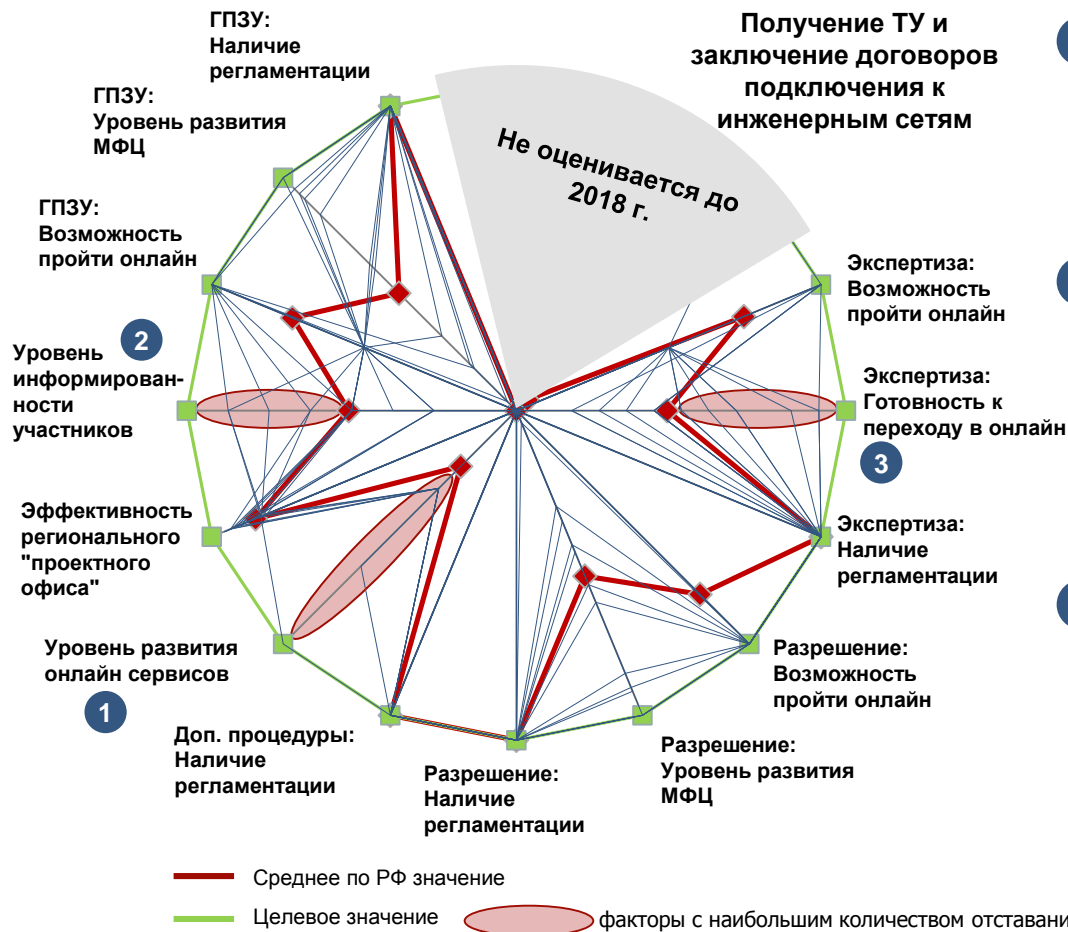 ГПЗУ:
Наличие
регламентации
Получение ТУ и
заключение договоров
подключения к
инженерным сетям
ГПЗУ:
Уровень развития
МФЦ
Не оценивается до
2018 г.
ГПЗУ:
Возможность
пройти онлайн
Экспертиза:
Возможность
пройти онлайн
2
Уровень
информирован-
ности
участников
Экспертиза:
Готовность к
переходу в онлайн
3
Эффективность
регионального
"проектного
офиса"
Экспертиза:
Наличие
регламентации
Уровень развития
онлайн сервисов
1
Разрешение:
Возможность
пройти онлайн
Доп. процедуры:
Наличие
регламентации
Разрешение:
Наличие
регламентации
Разрешение:
Уровень развития
МФЦ
Среднее по РФ значение
Целевое значение
факторы с наибольшим количеством отставани